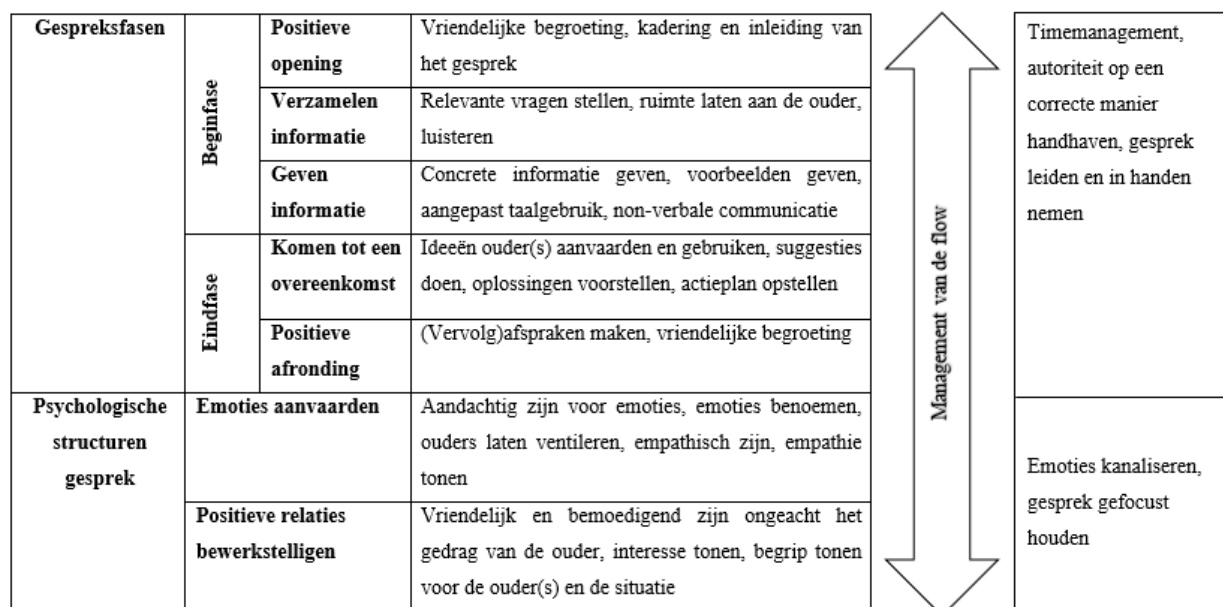 Gespreksfasen
Beginfase
Positieve
opening
Vriendelijke begroeting, kadering en inleiding van
het gesprek
Verzamelen
informatie
Relevante vragen stellen, ruimte laten aan de ouder,
luisteren
Geven
informatie
Concrete informatie geven, voorbeelden geven,
aangepast taalgebruik, non-verbale communicatie
Eindfase
Komen tot een
overeenkomst
Ideeën ouder(s) aanvaarden en gebruiken, suggesties
doen, oplossingen voorstellen, actieplan opstellen
Positieve
afronding
(Vervolg)afspraken maken, vriendelijke begroeting
Psychologische
structuren
gesprek
Emoties aanvaarden
Aandachtig zijn voor emoties, emoties benoemen,
ouders laten ventileren, empathisch zijn, empathie
tonen
Positieve relaties
bewerkstelligen
Vriendelijk en bemoedigend zijn ongeacht het
gedrag van de ouder, interesse tonen, begrip tonen
voor de ouder(s) en de situatie
Management van de flow
Timemanagement,
autoriteit op een
correcte manier
handhaven, gesprek
leiden en in handen
nemen
Emoties kanaliseren,
gesprek gefocust
houden